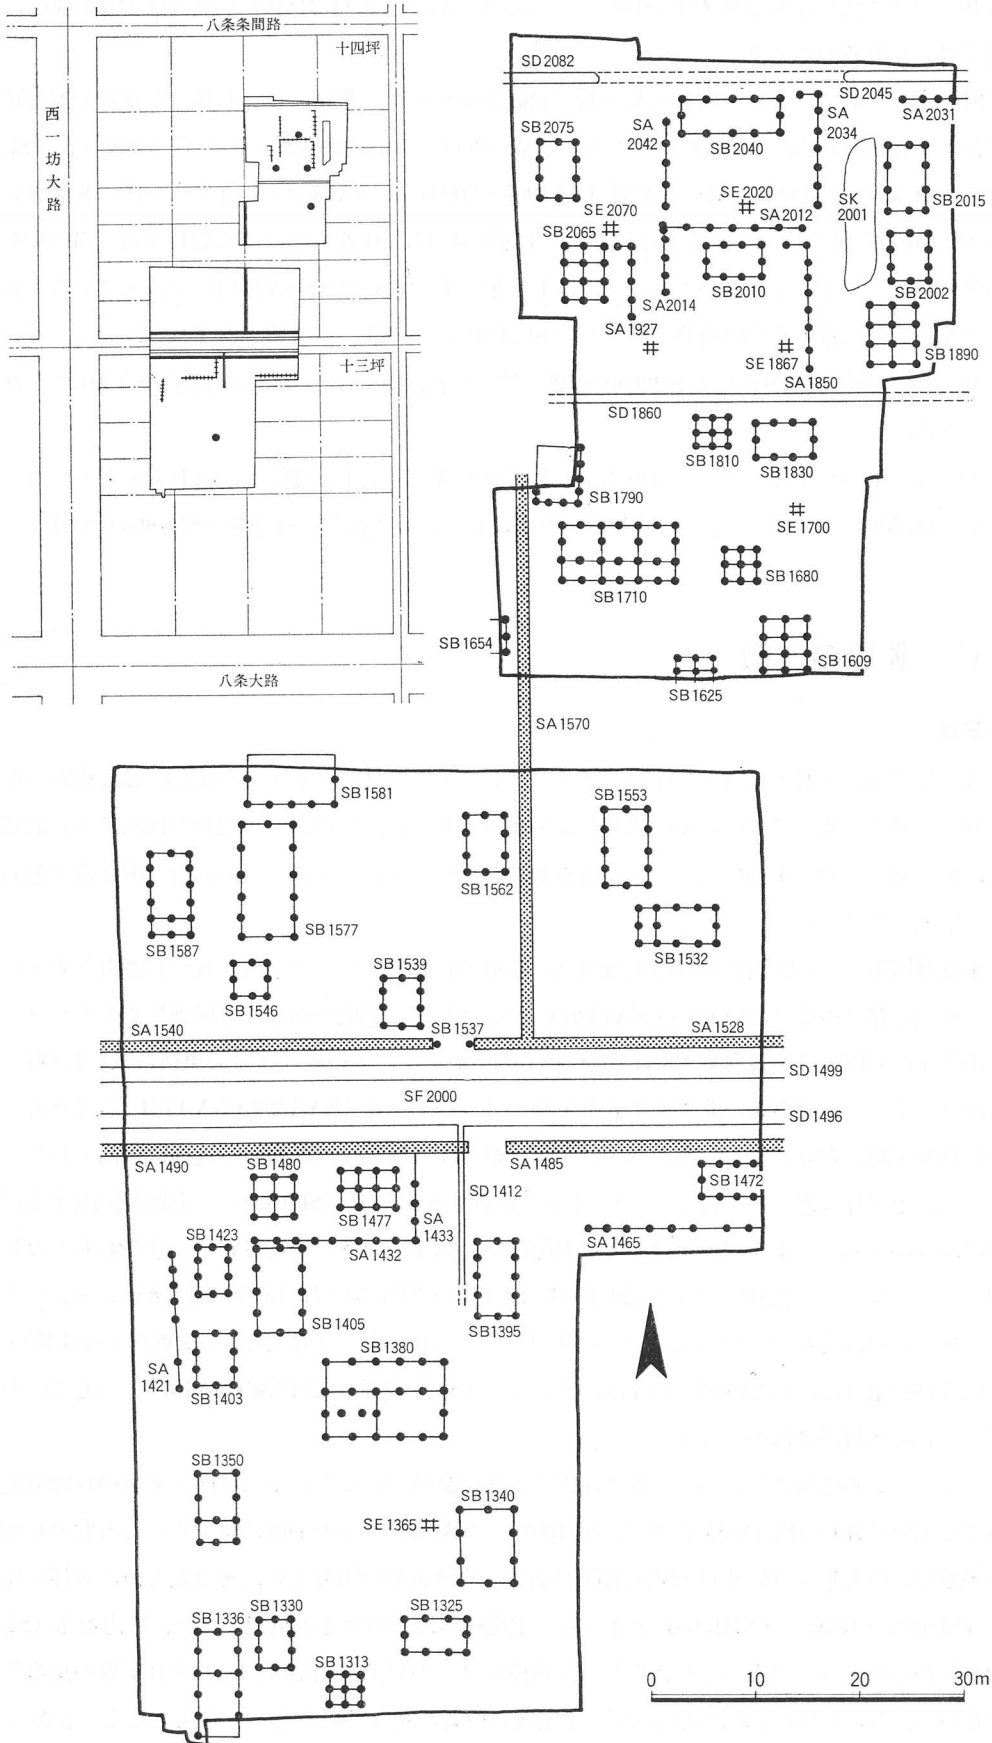 八条条間路
十四坪
西一坊大路
十三坪
八条大路
SD 2082
SD 2045
SA 2031
SA
2034
SA
2042
SB 2075
SB 2040
SK
2001
SB 2015
SE 2020
SE 2070
SA 2012
SB 2065
SB 2010
SB 2002
SA 2014
SA 1927
SE 1867
SB 1890
SA 1850
SD 1860
SB 1810
SB 1830
SB 1790
SE 1700
SB 1710
SB 1680
SB 1654
SB 1609
SB 1625
SA 1570
SB 1581
SB 1553
SB 1562
SB 1577
SB 1587
SB 1532
SB 1539
SB 1546
SA 1540
SB 1537
SA 1528
SD 1499
SF 2000
SD 1496
SA 1490
SA 1485
SB 1480
SB 1472
SB 1477
SD 1412
SA
1433
SB 1423
SA 1432
SA 1465
SB 1405
SB 1395
SB 1380
SA
1421
SB 1403
SB 1350
SB 1340
SE 1365
SB 1336
SB 1330
SB 1325
SB 1313
0 10 20 30m